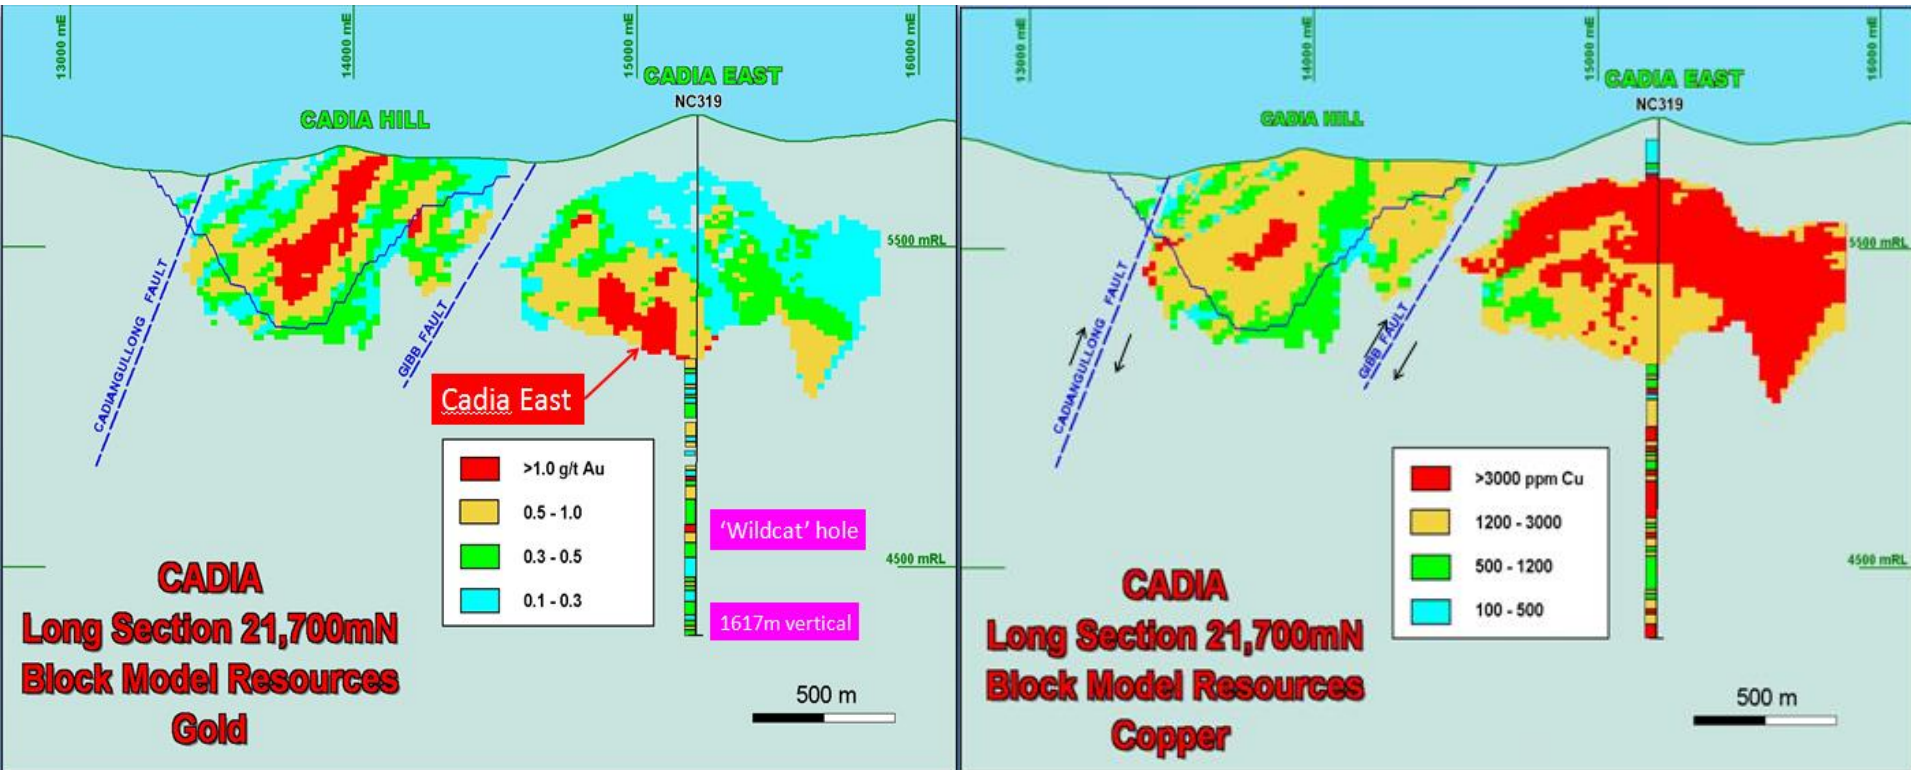 13000 mE
14000 mE
15000 mE
16000 mE
CADIA EAST
NC319
CADIA HILL
5500 mRL
CADIANGULLONG FAULT
GIBB FAULT
Cadia East
>1.0 g/t Au
0.5 - 1.0
0.3 - 0.5
0.1 - 0.3
'Wildcat' hole
4500 mRL
1617m vertical
CADIA
Long Section 21,700mN
Block Model Resources
Gold
500 m
13000 mE
14000 mE
15000 mE
16000 mE
CADIA EAST
NC319
CADIA HILL
5500 mRL
CADIANGULLONG FAULT
GIBB FAULT
>3000 ppm Cu
1200 - 3000
500 - 1200
100 - 500
4500 mRL
CADIA
Long Section 21,700mN
Block Model Resources
Copper
500 m